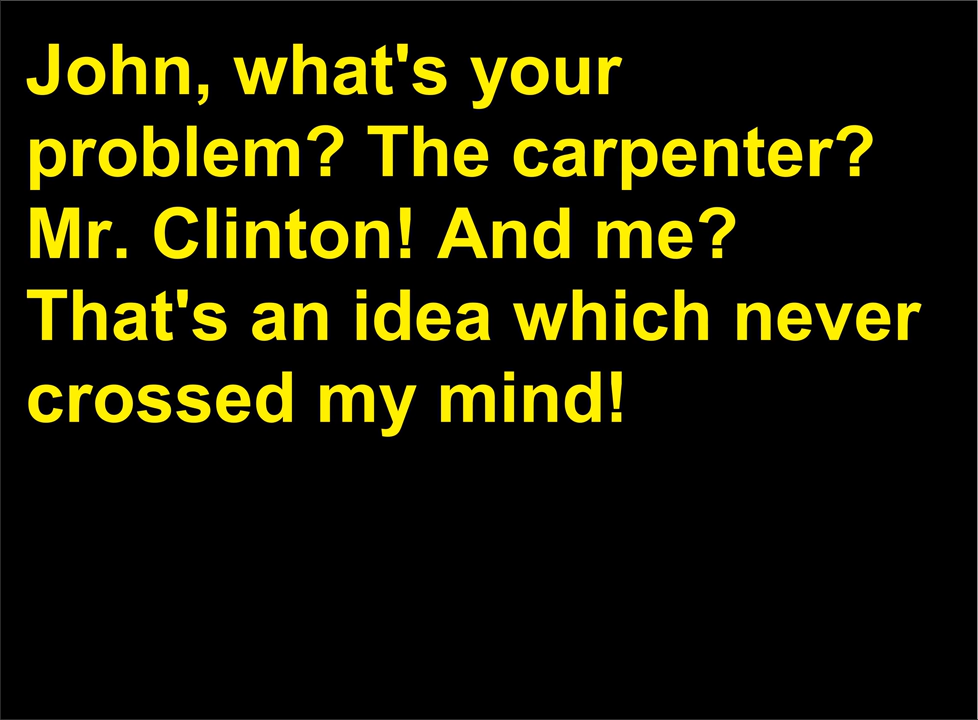 John, what's your
problem? The carpenter?
Mr. Clinton! And me?
That's an idea which never
crossed my mind!